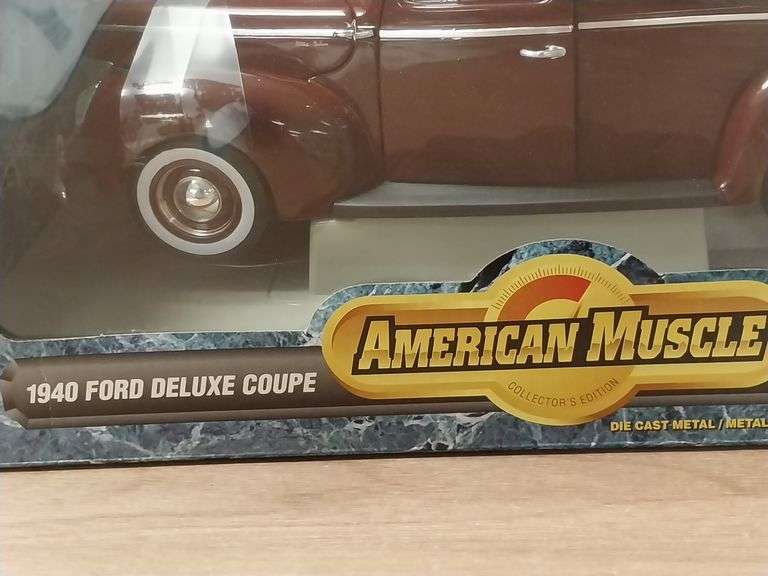 1940 FORD DELUXE COUPE
AMERICAN MUSCLE
COLLECTOR'S EDITION
DIE CAST METAL / METAL